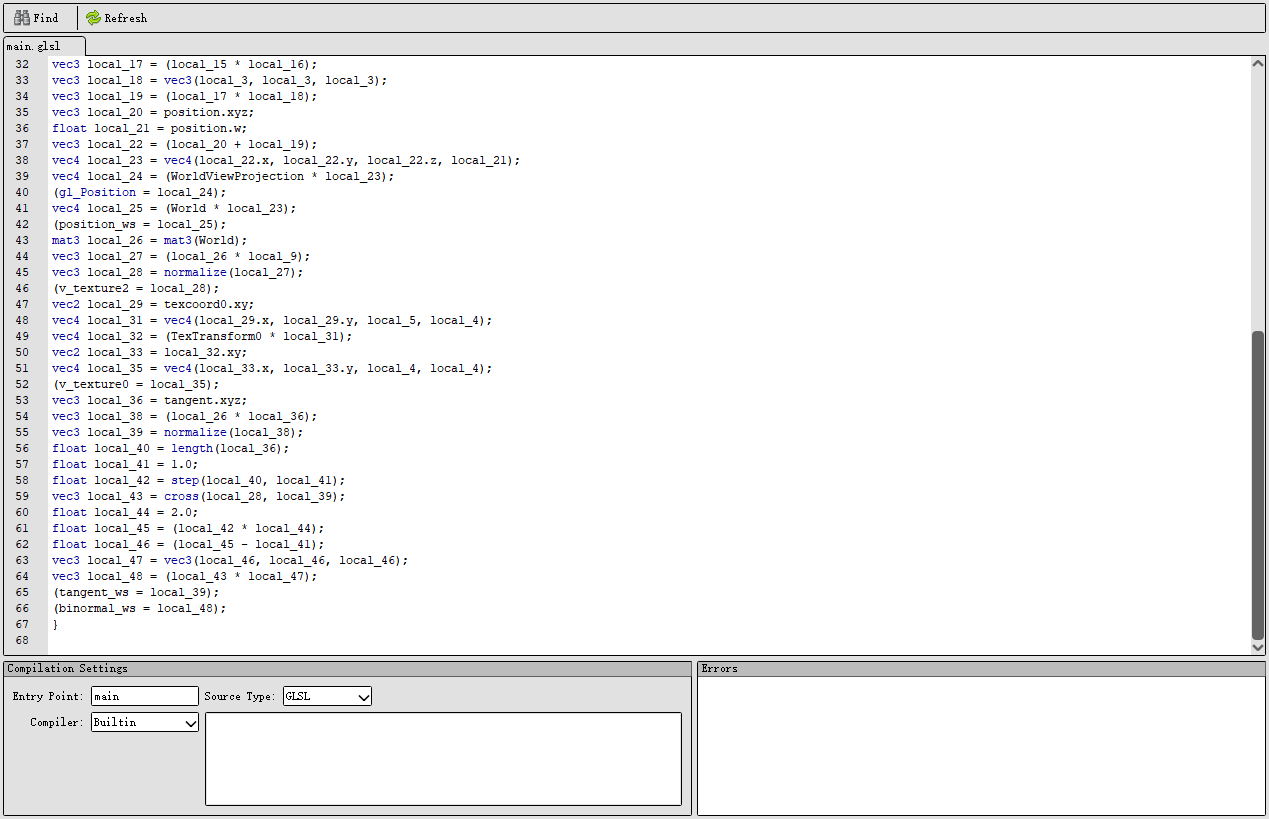 Find Refresh
main.glsl
32 vec3 local_17 = (local_15 * local_16);
33 vec3 local_18 = vec3(local_3, local_3, local_3);
34 vec3 local_19 = (local_17 * local_18);
35 vec3 local_20 = position.xyz;
36 float local_21 = position.w;
37 vec3 local_22 = (local_20 + local_19);
38 vec4 local_23 = vec4(local_22.x, local_22.y, local_22.z, local_21);
39 vec4 local_24 = (WorldViewProjection * local_23);
40 (gl_Position = local_24);
41 vec4 local_25 = (World * local_23);
42 (position_ws = local_25);
43 mat3 local_26 = mat3(World);
44 vec3 local_27 = (local_26 * local_9);
45 vec3 local_28 = normalize(local_27);
46 (v_texture2 = local_28);
47 vec2 local_29 = texcoord0.xy;
48 vec4 local_31 = vec4(local_29.x, local_29.y, local_5, local_4);
49 vec4 local_32 = (TexTransform0 * local_31);
50 vec2 local_33 = local_32.xy;
51 vec4 local_35 = vec4(local_33.x, local_33.y, local_4, local_4);
52 (v_texture0 = local_35);
53 vec3 local_36 = tangent.xyz;
54 vec3 local_38 = (local_26 * local_36);
55 vec3 local_39 = normalize(local_38);
56 float local_40 = length(local_36);
57 float local_41 = 1.0;
58 float local_42 = step(local_40, local_41);
59 vec3 local_43 = cross(local_28, local_39);
60 float local_44 = 2.0;
61 float local_45 = (local_42 * local_44);
62 float local_46 = (local_45 - local_41);
63 vec3 local_47 = vec3(local_46, local_46, local_46);
64 vec3 local_48 = (local_43 * local_47);
65 (tangent_ws = local_39);
66 (binormal_ws = local_48);
67 }
68
Compilation Settings
Entry Point: main Source Type: GLSL
Compiler: Builtin
Errors